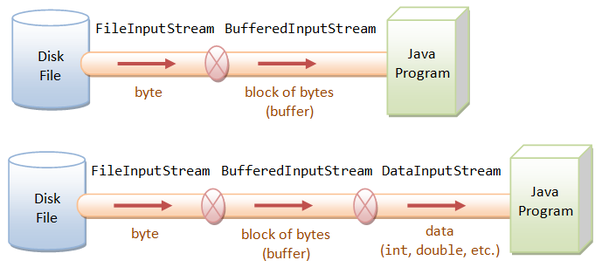 FileInputStream BufferedInputStream
Disk
File
Java
Program
byte
block of bytes
(buffer)
FileInputStream BufferedInputStream DataInputStream
Disk
File
Java
Program
byte
block of bytes
(buffer)
data
(int, double, etc.)